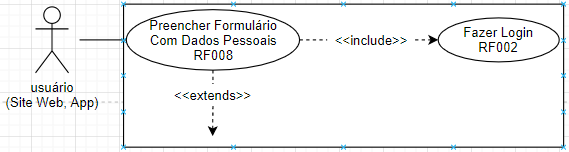 Preencher Formulário
Com Dados Pessoais
RF008
<<include>>
Fazer Login
RF002
usuário
(Site Web, App)
<<extends>>